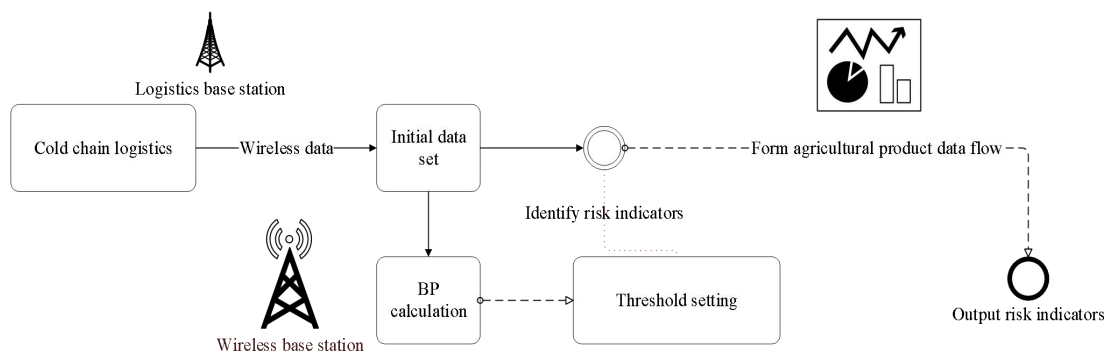 Logistics base station
Cold chain logistics
Wireless data
Initial data
set
Form agricultural product data flow
Identify risk indicators
BP
calculation
Threshold setting
Output risk indicators
Wireless base station